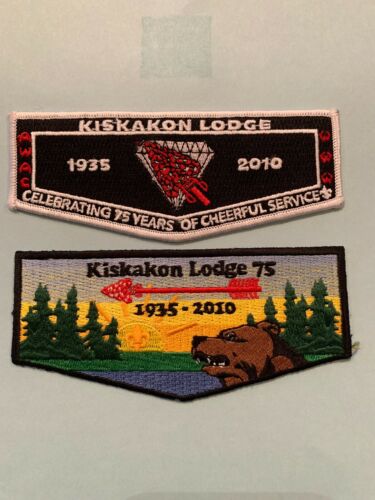 KISKAKON LODGE
1935 2010
CELEBRATING 75 YEARS OF CHEERFUL SERVICE
Kiskakon Lodge 75
1935 - 2010